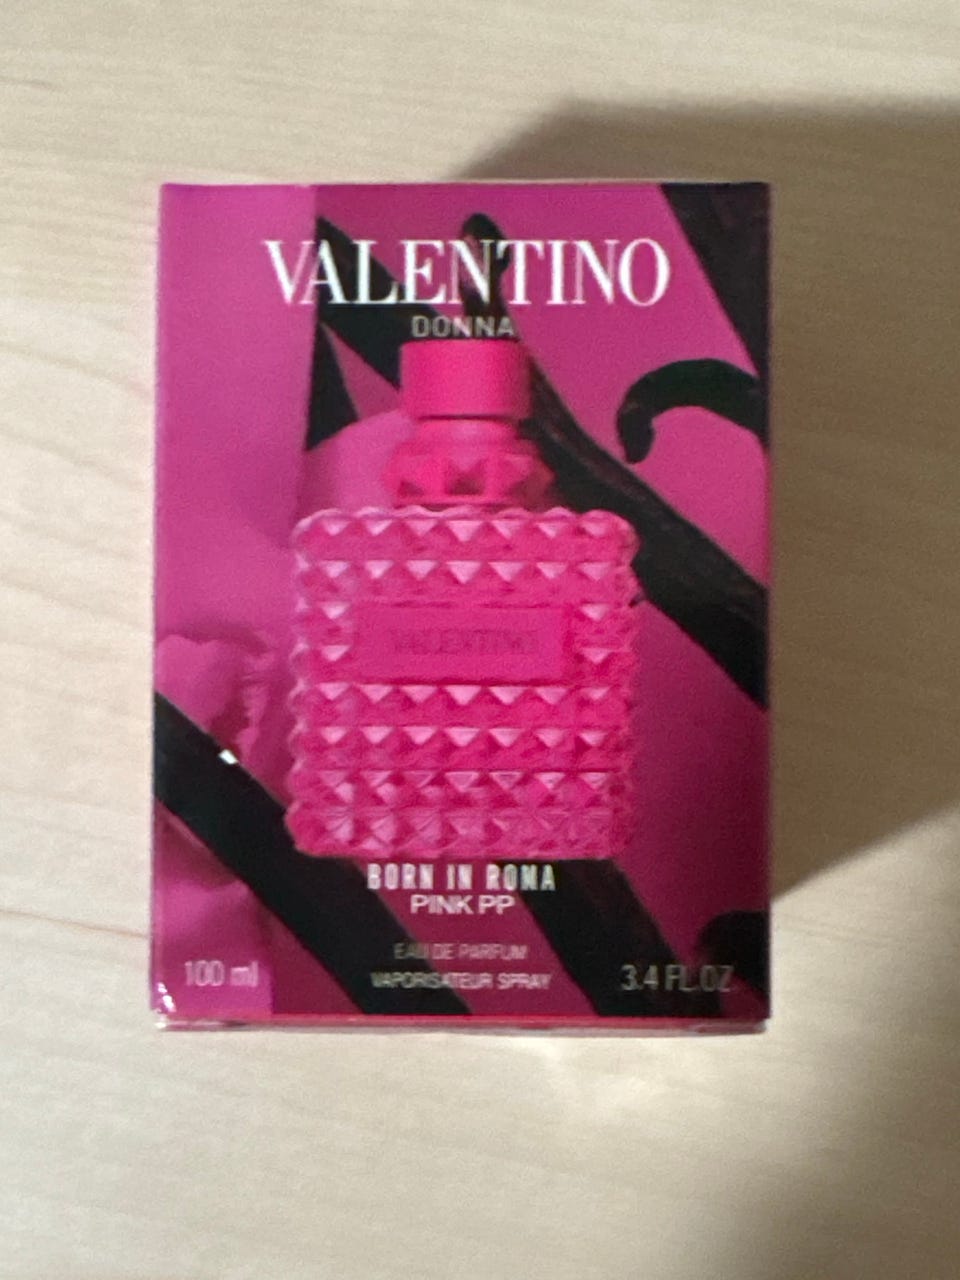 VALENTINO
DONNA
VALENTINO
BORN IN ROMA
PINK PP
EAU DE PARFUM
VAPORISATEUR SPRAY
100 ml
3.4 FL.OZ